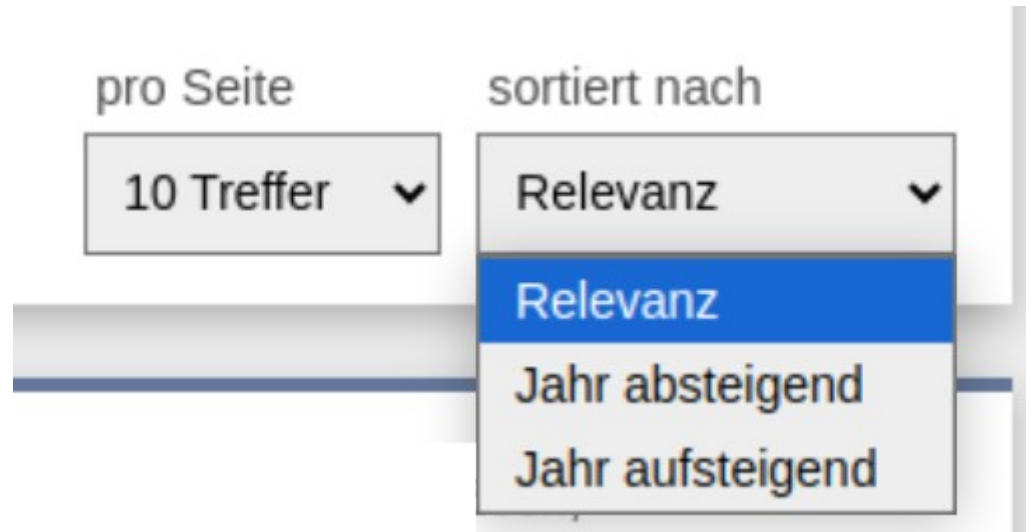 pro Seite
sortiert nach
10 Treffer
Relevanz
Relevanz
Jahr absteigend
Jahr aufsteigend